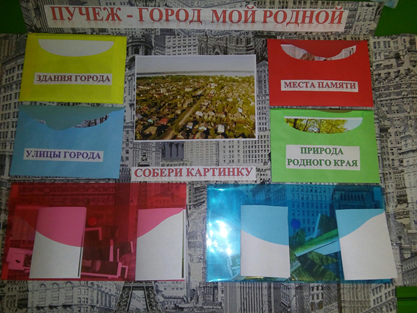 ПУЧЕЖ - ГОРОД МОЙ РОДНОЙ
ЗДАНИЯ ГОРОДА
МЕСТА ПАМЯТИ
УЛИЦЫ ГОРОДА
ПРИРОДА
РОДНОГО КРАЯ
СОБЕРИ КАРТИНКУ